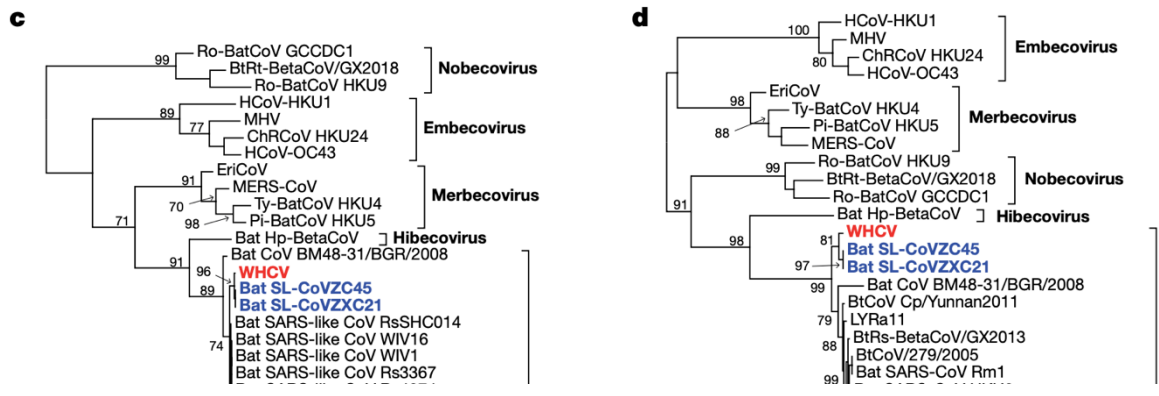 c
Ro-BatCoV GCCDC1
99
BtRt-BetaCoV/GX2018
Nobecovirus
Ro-BatCoV HKU9
HCoV-HKU1
89
MHV
77
Embecovirus
ChRCoV HKU24
HCoV-OC43
EriCoV
91
MERS-CoV
Merbecovirus
70
Ty-BatCoV HKU4
98
Pi-BatCoV HKU5
71
Bat Hp-BetaCoV
Hibecovirus
91
Bat CoV BM48-31/BGR/2008
96
WHCV
89
Bat SL-CoVZC45
Bat SL-CoVZXC21
Bat SARS-like CoV RsSHC014
Bat SARS-like CoV WIV16
74
Bat SARS-like CoV WIV1
Bat SARS-like CoV Rs3367
d
HCoV-HKU1
100
MHV
Embecovirus
80
ChRCoV HKU24
HCoV-OC43
EriCoV
98
Ty-BatCoV HKU4
Merbecovirus
88
Pi-BatCoV HKU5
MERS-CoV
Ro-BatCoV HKU9
99
BtRt-BetaCoV/GX2018
Nobecovirus
Ro-BatCoV GCCDC1
91
Bat Hp-BetaCoV
Hibecovirus
WHCV
98
81
Bat SL-CoVZC45
97
Bat SL-CoVZXC21
99
Bat CoV BM48-31/BGR/2008
BtCoV Cp/Yunnan2011
79
LYRa11
88
BtRs-BetaCoV/GX2013
BtCoV/279/2005
Bat SARS-CoV Rm1
99